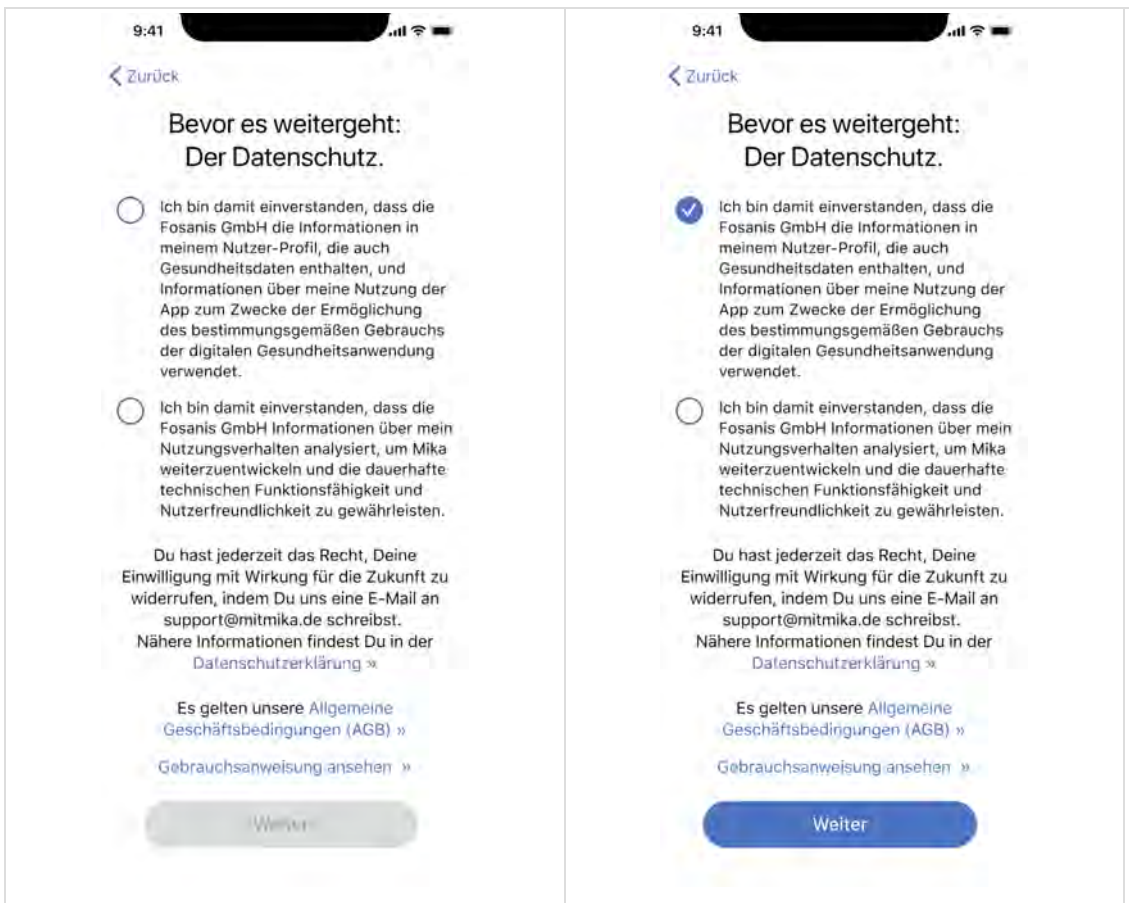 9:41
Zurück
Bevor es weitergeht:
Der Datenschutz.
Ich bin damit einverstanden, dass die
Fosanis GmbH die Informationen in
meinem Nutzer-Profil, die auch
Gesundheitsdaten enthalten, und
Informationen über meine Nutzung der
App zum Zwecke der Ermöglichung
des bestimmungsgemäßen Gebrauchs
der digitalen Gesundheitsanwendung
verwendet.
Ich bin damit einverstanden, dass die
Fosanis GmbH Informationen über mein
Nutzungsverhalten analysiert, um Mika
weiterzuentwickeln und die dauerhafte
technischen Funktionsfähigkeit und
Nutzerfreundlichkeit zu gewährleisten.
Du hast jederzeit das Recht, Deine
Einwilligung mit Wirkung für die Zukunft zu
widerrufen, indem Du uns eine E-Mail an
support@mitmika.de schreibst.
Nähere Informationen findest Du in der
Datenschutzerklärung »
Es gelten unsere Allgemeine
Geschäftsbedingungen (AGB) »
Gebrauchsanweisung ansehen »
Weiter
9:41
Zurück
Bevor es weitergeht:
Der Datenschutz.
Ich bin damit einverstanden, dass die
Fosanis GmbH die Informationen in
meinem Nutzer-Profil, die auch
Gesundheitsdaten enthalten, und
Informationen über meine Nutzung der
App zum Zwecke der Ermöglichung
des bestimmungsgemäßen Gebrauchs
der digitalen Gesundheitsanwendung
verwendet.
Ich bin damit einverstanden, dass die
Fosanis GmbH Informationen über mein
Nutzungsverhalten analysiert, um Mika
weiterzuentwickeln und die dauerhafte
technischen Funktionsfähigkeit und
Nutzerfreundlichkeit zu gewährleisten.
Du hast jederzeit das Recht, Deine
Einwilligung mit Wirkung für die Zukunft zu
widerrufen, indem Du uns eine E-Mail an
support@mitmika.de schreibst.
Nähere Informationen findest Du in der
Datenschutzerklärung »
Es gelten unsere Allgemeine
Geschäftsbedingungen (AGB) »
Gebrauchsanweisung ansehen »
Weiter